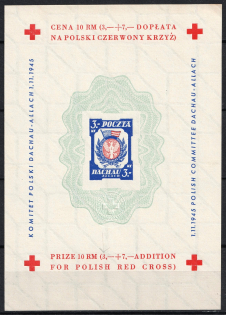 CENA 10 RM (3,—+7,— DOPŁATA
NA POLSKI CZERWONY KRZYŻ)
KOMITET POLSKI DACHAU-ALLACH 1.11.1945
3.-
POCZTA
DACHAU
3.-
1.11.1945 POLISH COMMITTEE DACHAU-ALLACH
PRIZE 10 RM (3,—+7,—ADDITION
FOR POLISH RED CROSS)